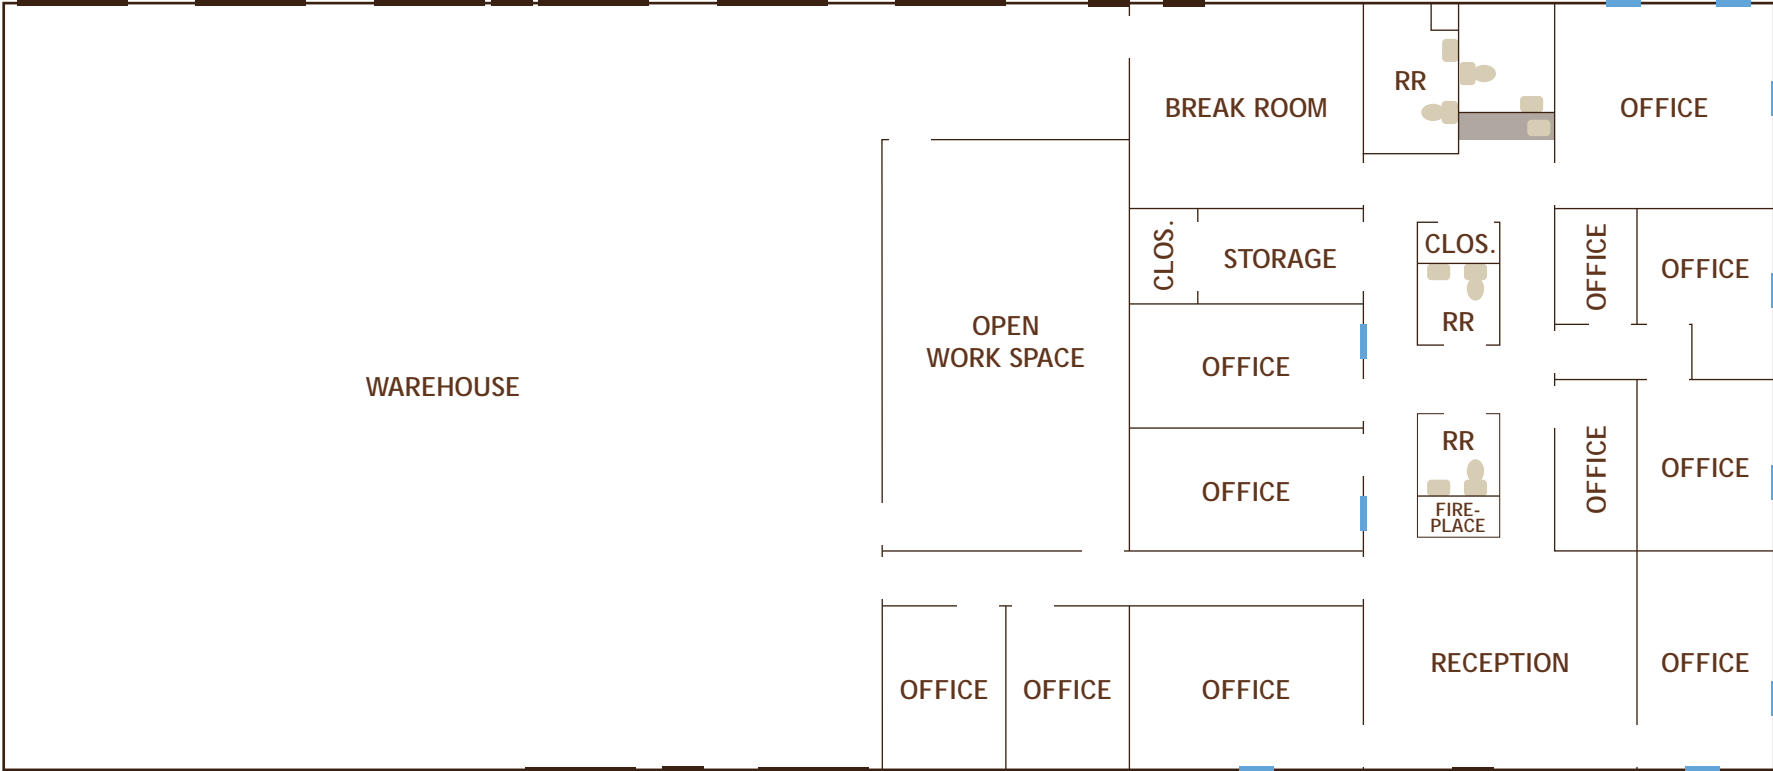 RR
BREAK ROOM
OFFICE
CLOS.
STORAGE
CLOS.
OFFICE
OFFICE
OPEN
WORK SPACE
RR
OFFICE
WAREHOUSE
RR
OFFICE
OFFICE
OFFICE
FIRE-
PLACE
OFFICE
OFFICE
OFFICE
RECEPTION
OFFICE